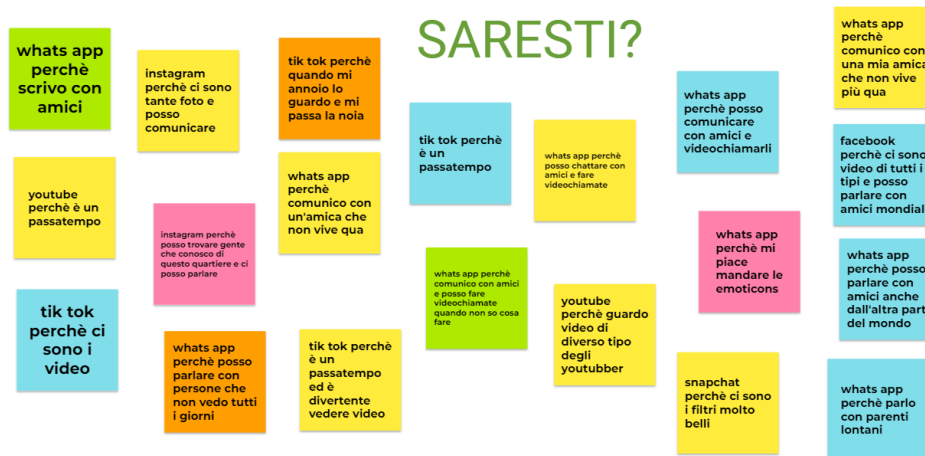 SARESTI?
whats app
perchè
scrivo con
amici
instagram
perchè ci sono
tante foto e
posso
comunicare
tik tok perchè
quando mi
annoio lo
guardo e mi
passa la noia
tik tok perchè
è un
passatempo
whats app perchè
posso chattare con
amici e fare
videochiamate
whats app
perchè posso
comunicare
con amici e
videochiamarli
whats app
perchè
comunico con
una mia amica
che non vive
più qua
youtube
perchè è un
passatempo
instagram perchè
posso trovare gente
che conosco di
questo quartiere e ci
posso parlare
whats app
perchè
comunico con
un'amica che
non vive qua
whats app perchè
comunico con amici
e posso fare
videochiamate
quando non so cosa
fare
youtube
perchè guardo
video di
diverso tipo
degli
youtubber
whats app
perchè mi
piace
mandare le
emoticons
facebook
perchè ci sono
video di tutti i
tipi e posso
parlare con
amici mondial
tik tok
perchè ci
sono i
video
whats app
perchè posso
parlare con
persone che
non vedo tutti
i giorni
tik tok perchè
è un
passatempo
ed è
divertente
vedere video
snapchat
perchè ci sono
i filtri molto
belli
whats app
perchè posso
parlare con
amici anche
dall'altra part
del mondo
whats app
perchè parlo
con parenti
lontani